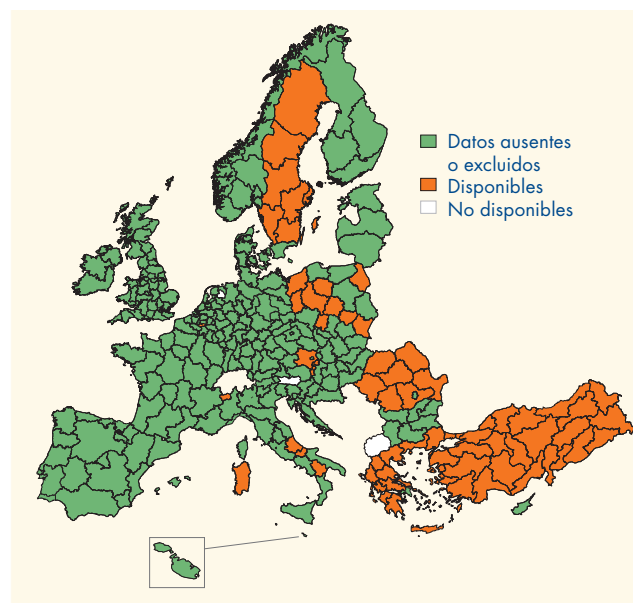 Datos ausentes
o excluidos
Disponibles
No disponibles